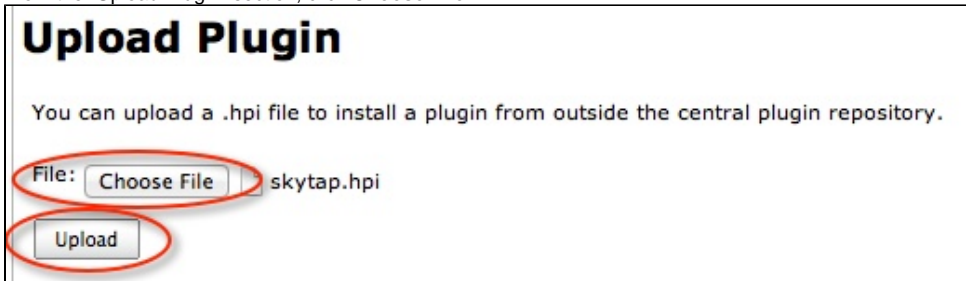 Upload Plugin
You can upload a .hpi file to install a plugin from outside the central plugin repository.
File: Choose File skytap.hpi
Upload